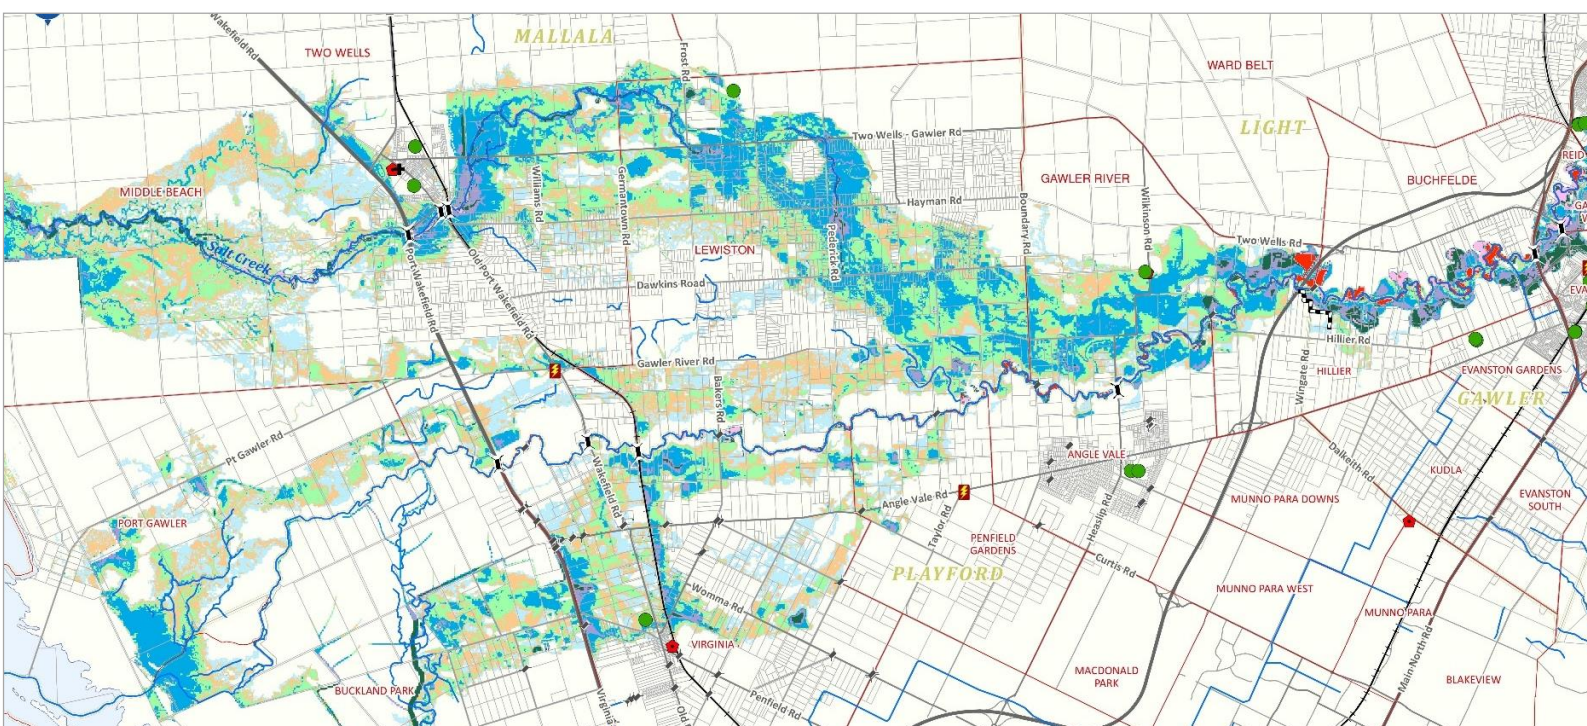 Wakefield Rd
TWO WELLS
MALLALA
Frost Rd
WARD BELT
LIGHT
Two Wells - Gawler Rd
MIDDLE BEACH
Williams Rd
Germantown Rd
Hayman Rd
Boundary Rd
GAWLER RIVER
Wilkinson Rd
BUCHFELDE
REID
Salt Creek
Port Wakefield Rd
Old Port Wakefield Rd
LEWISTON
Pederick Rd
Two Wells Rd
Dawkins Road
Gawler River Rd
Bakers Rd
Wingate Rd
Hillier Rd
HILLIER
EVANSTON GARDENS
GAWLER
Pt Gawler Rd
Wakefield Rd
ANGLE VALE
Dalkeith Rd
KUDLA
Angle Vale Rd
MUNNO PARA DOWNS
EVANSTON
SOUTH
PORT GAWLER
Taylor Rd
Heaslip Rd
PENFIELD
GARDENS
PLAYFORD
Curtis Rd
MUNNO PARA WEST
Womma Rd
MUNNO PARA
VIRGINIA
BUCKLAND PARK
MACDONALD
PARK
Main North Rd
BLAKEVIEW
Penfield Rd